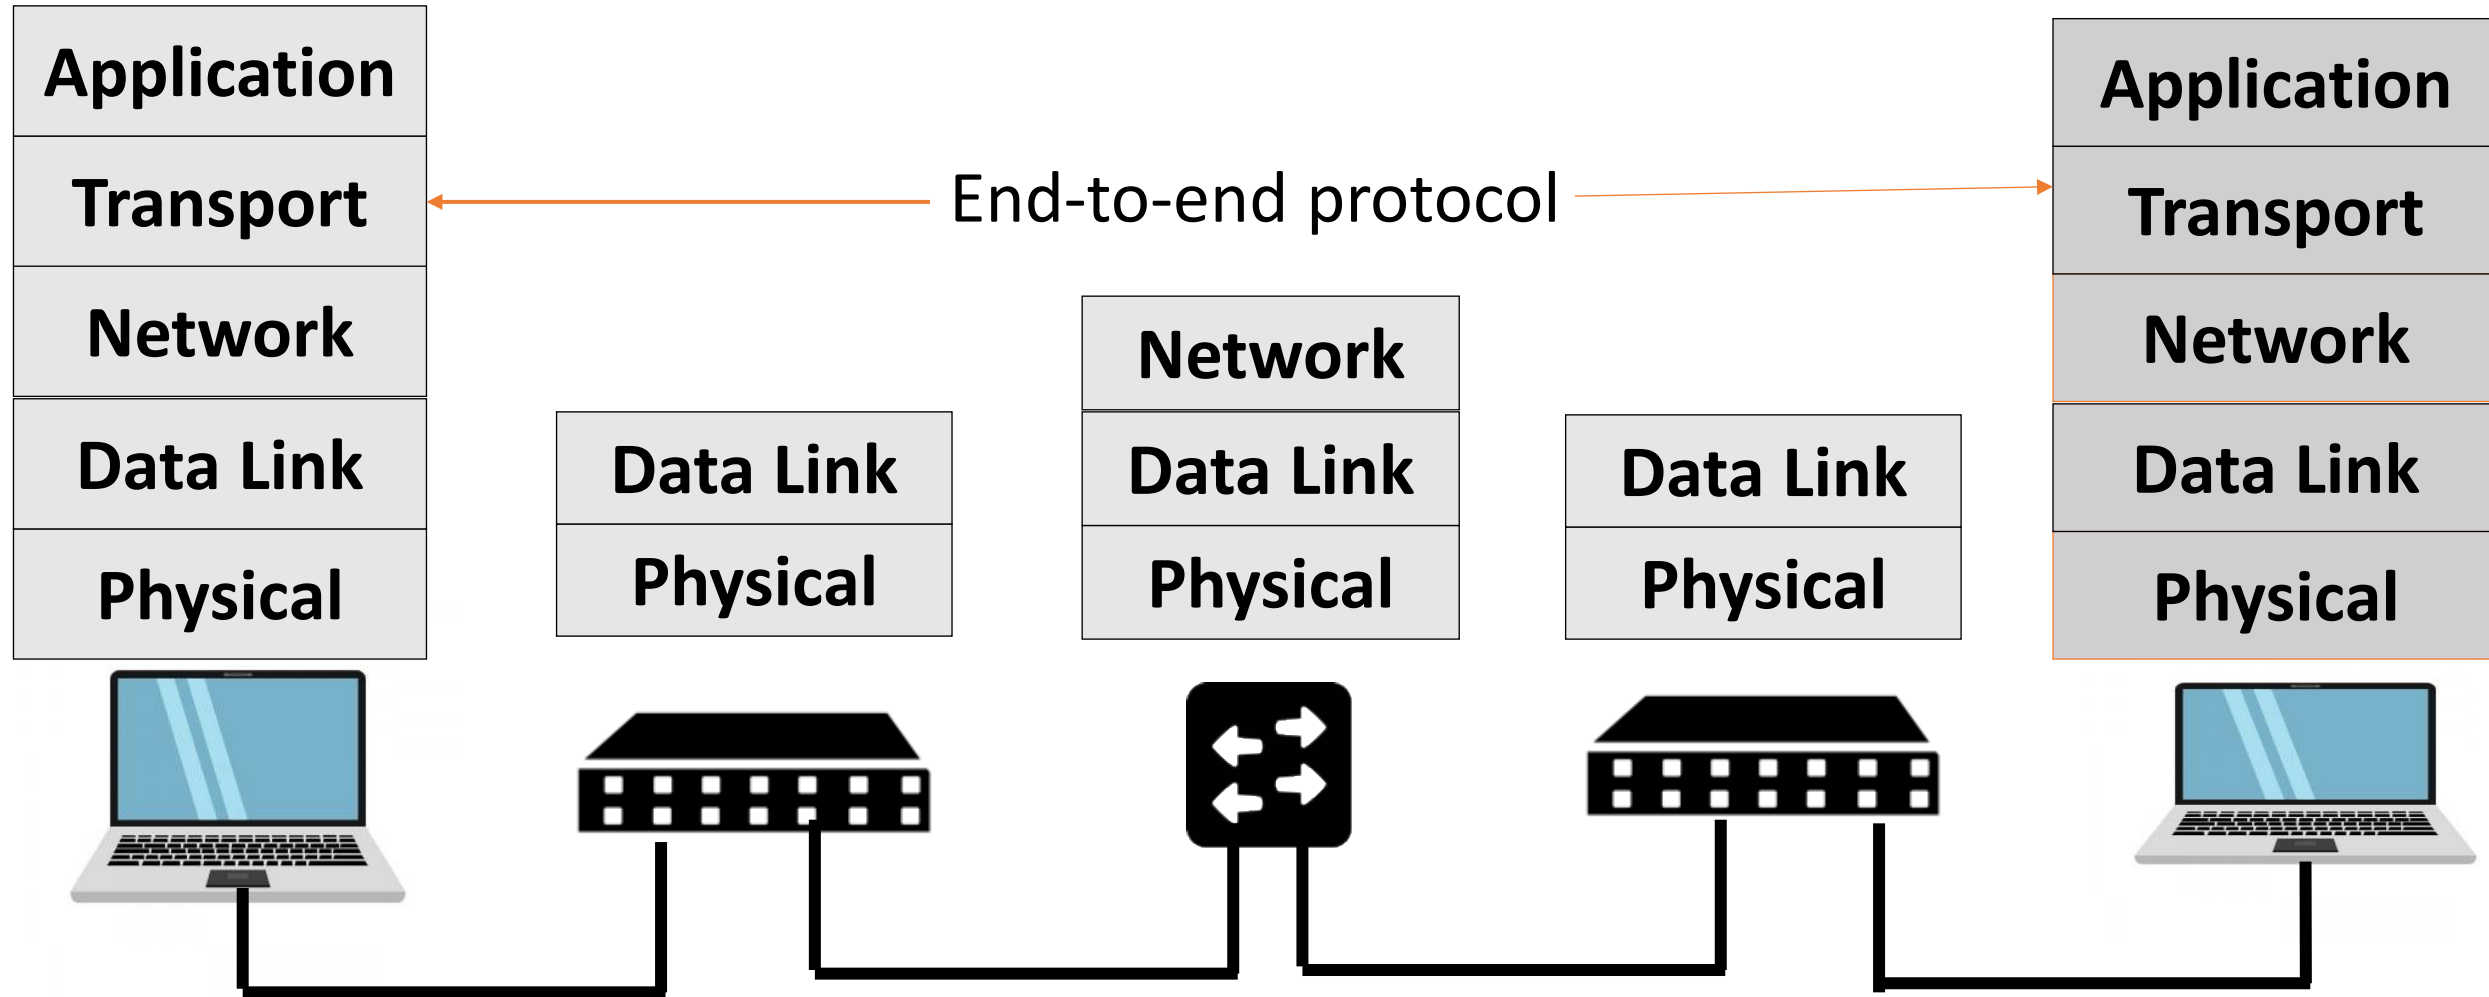 Application
Transport
Network
Data Link
Physical
End-to-end protocol
Data Link
Physical
Network
Data Link
Physical
Data Link
Physical
Application
Transport
Network
Data Link
Physical